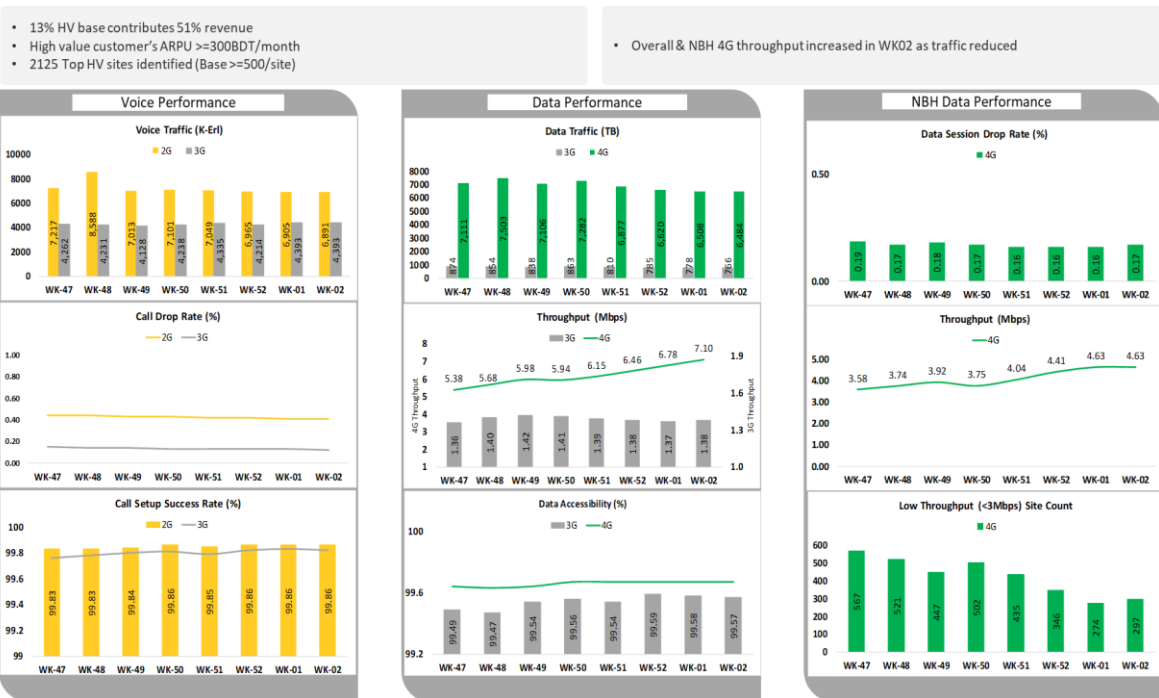 • 13% HV base contributes 51% revenue
• High value customer's ARPU >=300BDT/month
• 2125 Top HV sites identified (Base >=500/site)
• Overall & NBH 4G throughput increased in WK02 as traffic reduced
Voice Performance
Voice Traffic (K-Erl)
2G 3G
10000
8000
6000
4000
2000
0
7,217 4,262 8,588 4,231 7,013 4,128 7,101 4,238 7,049 4,335 6,965 4,214 6,905 4,393 6,891 4,393
WK-47 WK-48 WK-49 WK-50 WK-51 WK-52 WK-01 WK-02
Call Drop Rate (%)
2G 3G
1.00
0.80
0.60
0.40
0.20
0.00
WK-47 WK-48 WK-49 WK-50 WK-51 WK-52 WK-01 WK-02
Call Setup Success Rate (%)
2G 3G
100
99.8
99.6
99.4
99.2
99
99.83 99.83 99.84 99.86 99.85 99.86 99.86 99.86
WK-47 WK-48 WK-49 WK-50 WK-51 WK-52 WK-01 WK-02
Data Performance
Data Traffic (TB)
3G 4G
8000
7000
6000
5000
4000
3000
2000
1000
0
874 7,111 854 7,503 838 7,106 863 7,282 810 6,877 785 6,620 778 6,508 766 6,484
WK-47 WK-48 WK-49 WK-50 WK-51 WK-52 WK-01 WK-02
Throughput (Mbps)
3G 4G
4G Throughput
8
7
6
5
4
3
2
1
5.38 5.68 5.98 5.94 6.15 6.46 6.78 7.10
1.36 1.40 1.42 1.41 1.39 1.38 1.37 1.38
1.9
1.6
1.3
1.0
3G Throughput
WK-47 WK-48 WK-49 WK-50 WK-51 WK-52 WK-01 WK-02
Data Accessibility (%)
3G 4G
100
99.6
99.2
99.49 99.47 99.54 99.56 99.54 99.59 99.58 99.57
WK-47 WK-48 WK-49 WK-50 WK-51 WK-52 WK-01 WK-02
NBH Data Performance
Data Session Drop Rate (%)
4G
0.50
0.00
0.19 0.17 0.18 0.17 0.16 0.16 0.16 0.17
WK-47 WK-48 WK-49 WK-50 WK-51 WK-52 WK-01 WK-02
Throughput (Mbps)
4G
5.00
4.00
3.00
2.00
1.00
0.00
3.58 3.74 3.92 3.75 4.04 4.41 4.63 4.63
WK-47 WK-48 WK-49 WK-50 WK-51 WK-52 WK-01 WK-02
Low Throughput (<3Mbps) Site Count
4G
600
500
400
300
200
100
0
567 521 447 502 435 346 274 297
WK-47 WK-48 WK-49 WK-50 WK-51 WK-52 WK-01 WK-02